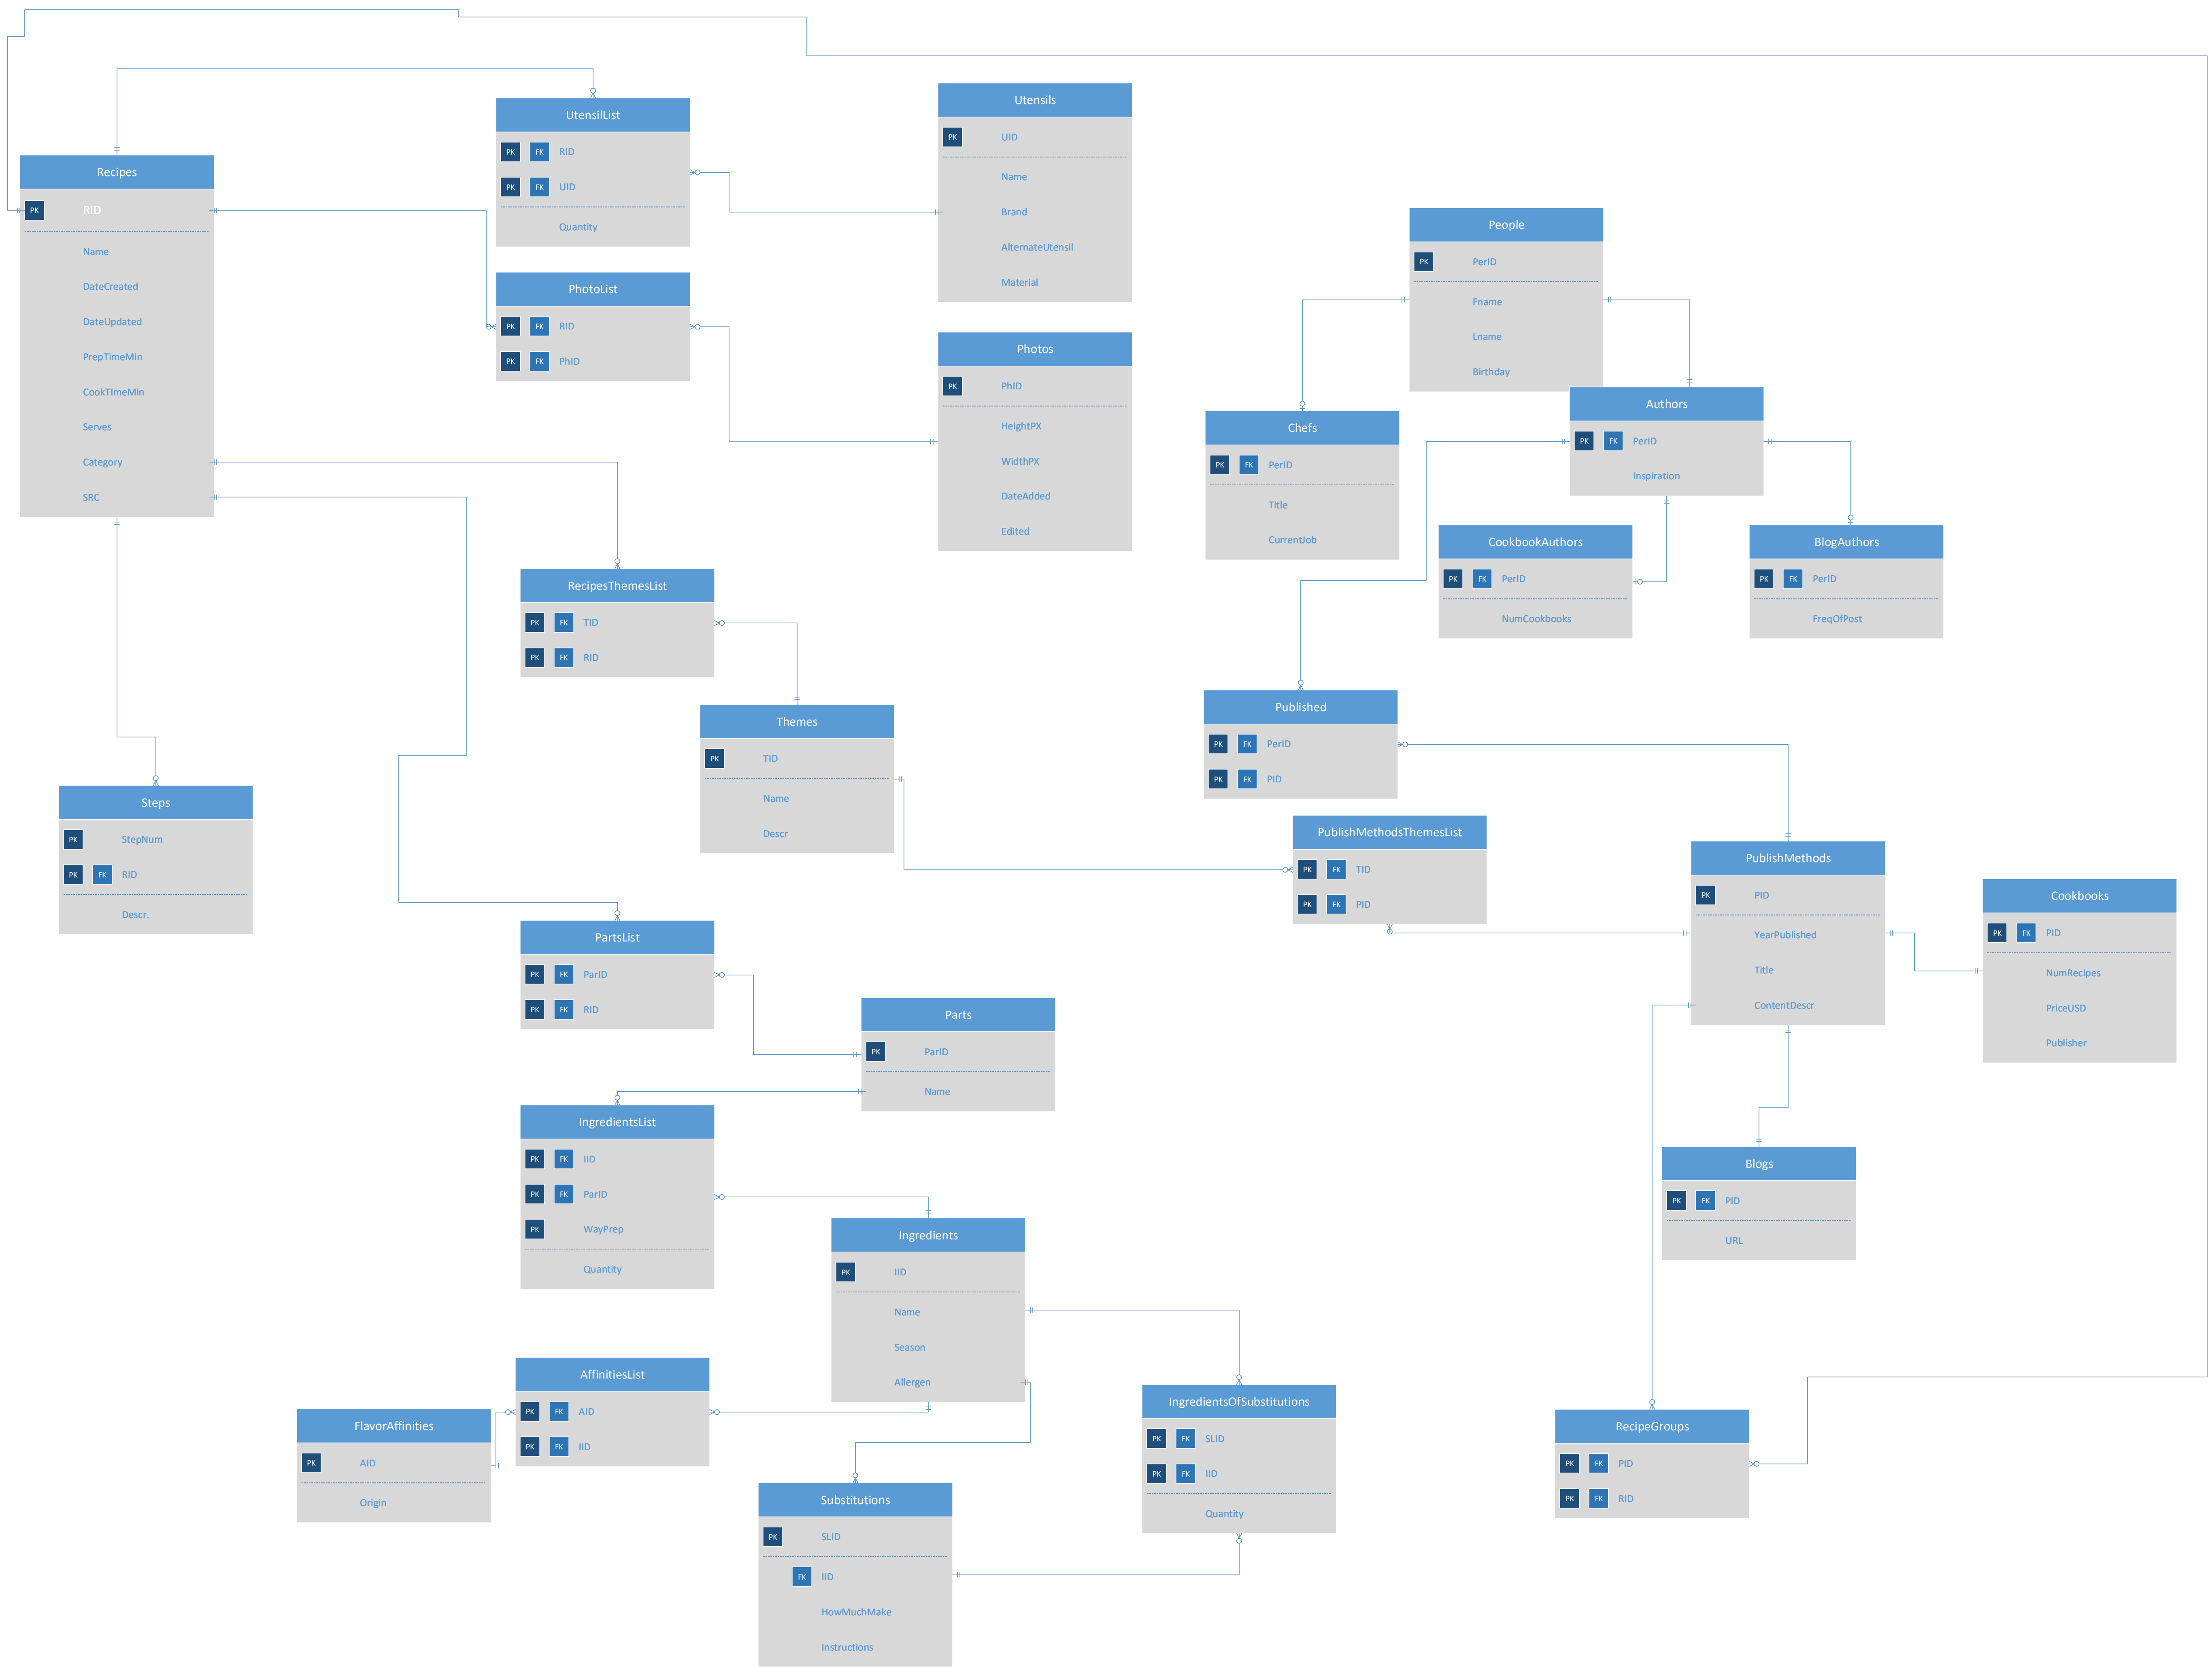 Recipes
PK RID
Name
DateCreated
DateUpdated
PrepTimeMin
CookTImeMin
Serves
Category
SRC
UtensilList
PK FK RID
PK FK UID
Quantity
PhotoList
PK FK RID
PK FK PhID
Utensils
PK UID
Name
Brand
AlternateUtensil
Material
Photos
PK PhID
HeightPX
WidthPX
DateAdded
Edited
People
PK PerID
Fname
Lname
Birthday
Authors
PK FK PerID
Inspiration
Chefs
PK FK PerID
Title
CurrentJob
CookbookAuthors
PK FK PerID
NumCookbooks
BlogAuthors
PK FK PerID
FreqOfPost
RecipesThemesList
PK FK TID
PK FK RID
Themes
PK TID
Name
Descr
Published
PK FK PerID
PK FK PID
Steps
PK StepNum
PK FK RID
Descr.
PublishMethodsThemesList
PK FK TID
PK FK PID
PublishMethods
PK PID
YearPublished
Title
ContentDescr
Cookbooks
PK FK PID
NumRecipes
PriceUSD
Publisher
PartsList
PK FK ParID
PK FK RID
Parts
PK ParID
Name
IngredientsList
PK FK IID
PK FK ParID
PK WayPrep
Quantity
Blogs
PK FK PID
URL
Ingredients
PK IID
Name
Season
Allergen
AffinitiesList
PK FK AID
PK FK IID
FlavorAffinities
PK AID
Origin
IngredientsOfSubstitutions
PK FK SLID
PK FK IID
Quantity
RecipeGroups
PK FK PID
PK FK RID
Substitutions
PK SLID
FK IID
HowMuchMake
Instructions